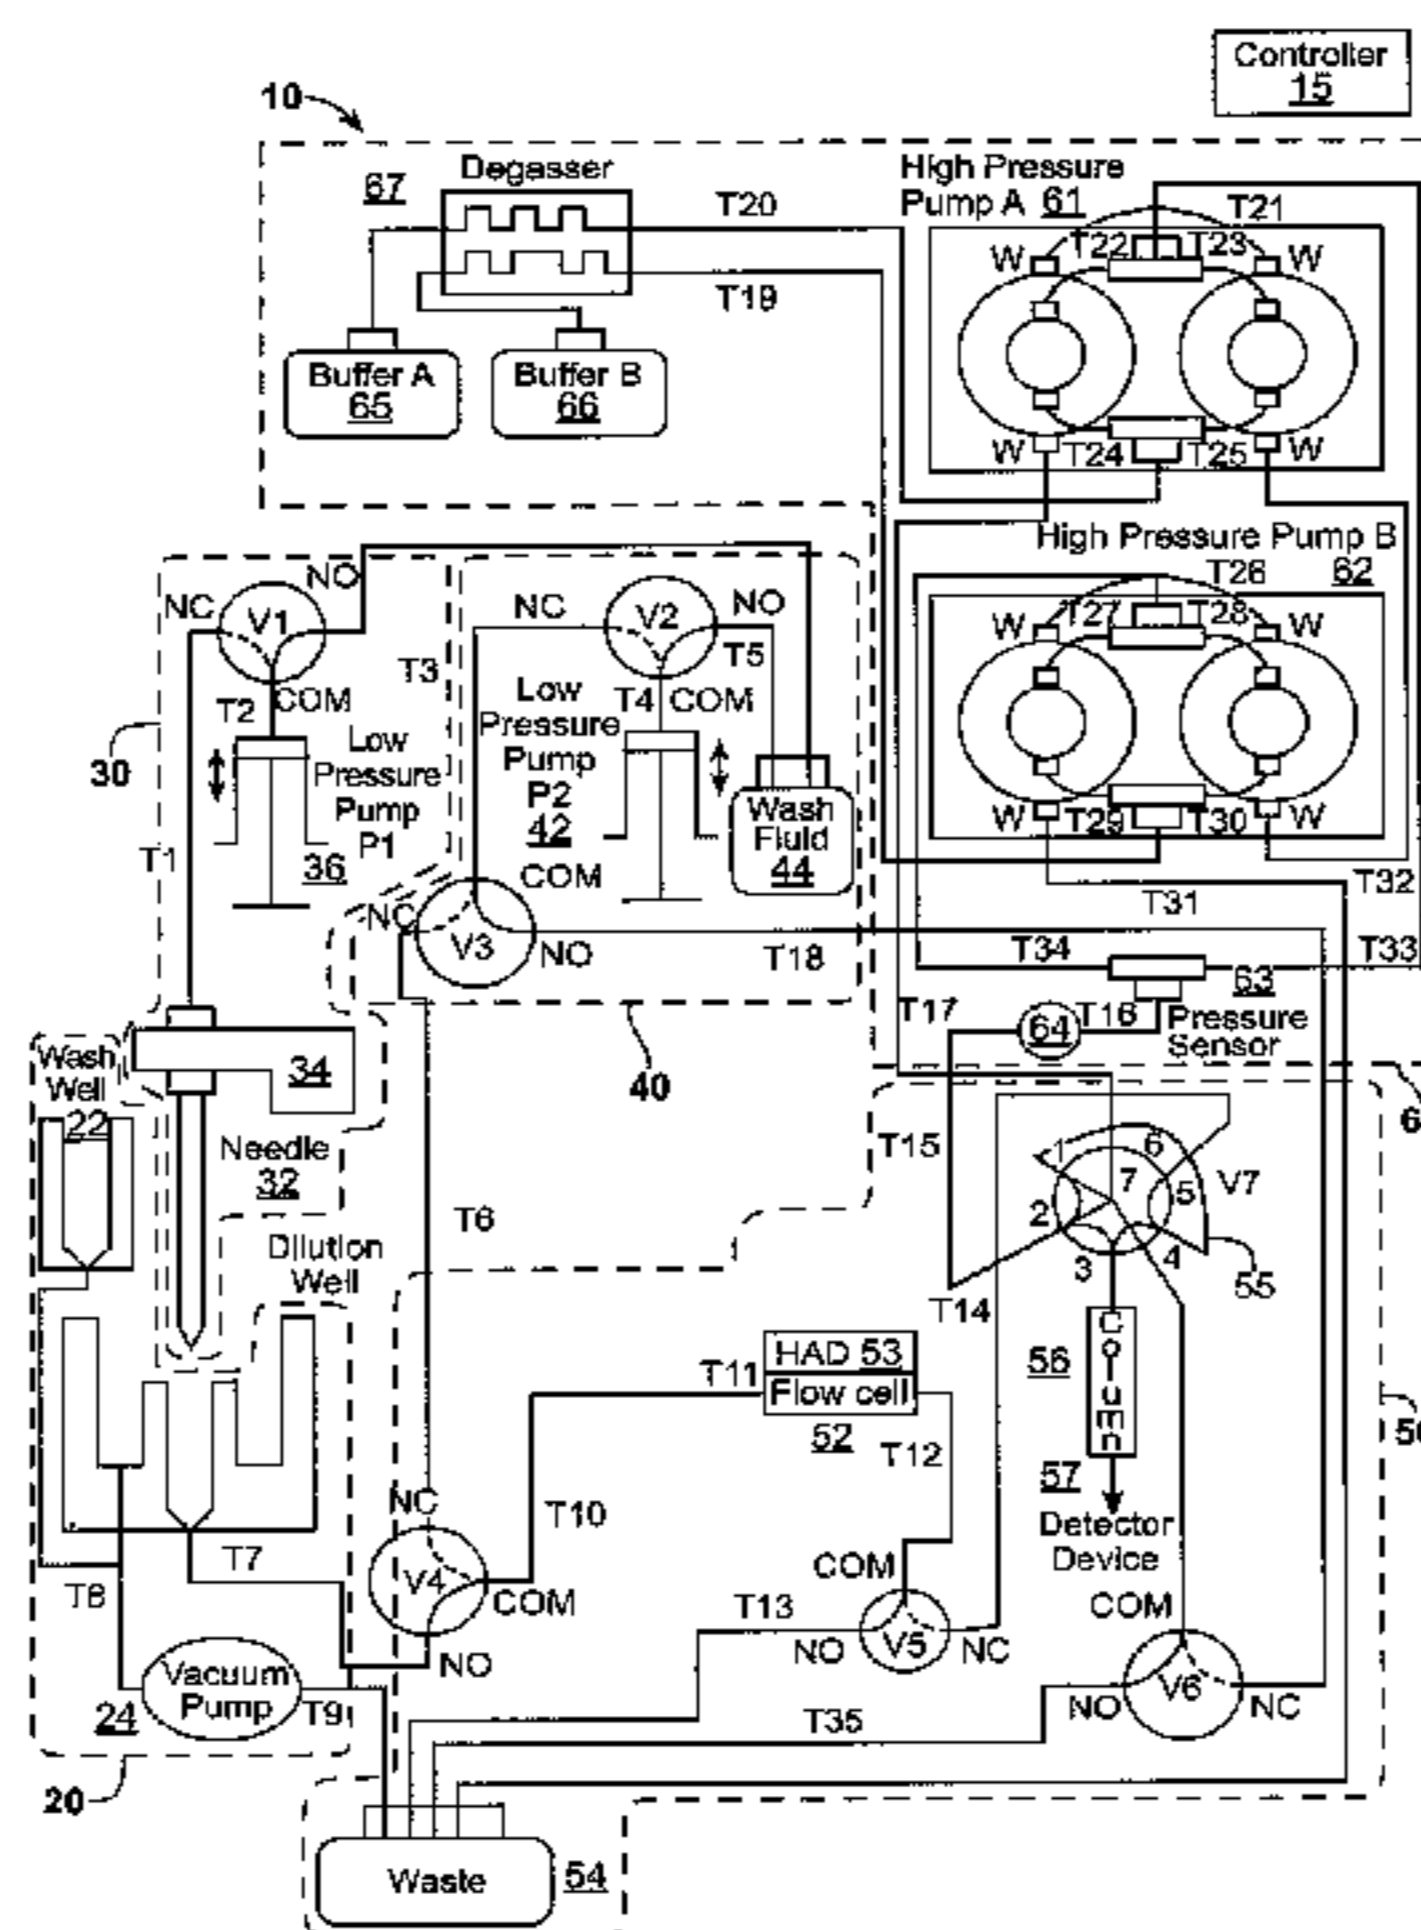 Controller
15
10
67
Degasser
T20
T19
High Pressure
Pump A 61
T21
T22
T23
W
W
Buffer A
65
Buffer B
66
W
T24
T25
W
High Pressure Pump B
62
T26
T27
T28
W
W
W
T29
T30
W
T32
T31
NC
NO
V1
COM
T2
T3
30
Low
Pressure
Pump
P1
36
T1
NC
V2
NO
T5
T4
COM
Low
Pressure
Pump
P2
42
Wash
Fluid
44
COM
NC
V3
NO
T18
T34
T33
63
T17
64
T16
Pressure
Sensor
40
Wash
Well
22
34
Needle
32
Dilution
Well
T6
T15
1
6
7
5
V7
2
3
4
55
T14
HAD 53
Flow cell
52
T11
T12
56
Column
57
Detector
Device
NC
T10
V4
COM
NO
T7
T8
Vacuum
Pump
24
T9
20
COM
T13
NO
V5
NC
COM
NO
V6
NC
T35
Waste
54